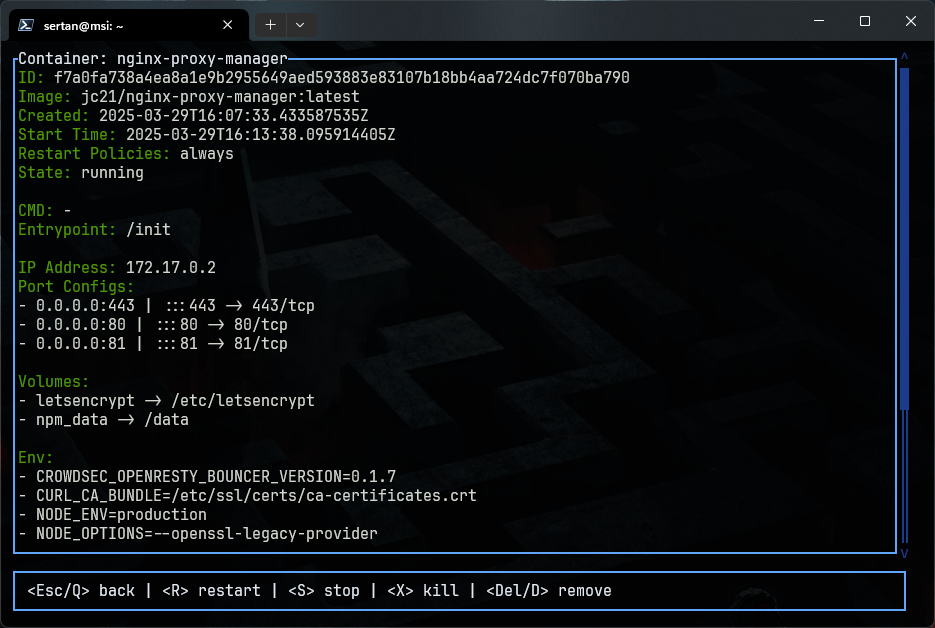 sertan@msi: ~
Container: nginx-proxy-manager
ID: f7a0fa738a4ea8a1e9b2955649aed593883e83107b18bb4aa724dc7f070ba790
Image: jc21/nginx-proxy-manager:latest
Created: 2025-03-29T16:07:33.433587535Z
Start Time: 2025-03-29T16:13:38.095914405Z
Restart Policies: always
State: running
CMD: -
Entrypoint: /init
IP Address: 172.17.0.2
Port Configs:
- 0.0.0.0:443 | :::443 -> 443/tcp
- 0.0.0.0:80 | :::80 -> 80/tcp
- 0.0.0.0:81 | :::81 -> 81/tcp
Volumes:
- letsencrypt -> /etc/letsencrypt
- npm_data -> /data
Env:
- CROWDSEC_OPENRESTY_BOUNCER_VERSION=0.1.7
- CURL_CA_BUNDLE=/etc/ssl/certs/ca-certificates.crt
- NODE_ENV=production
- NODE_OPTIONS=--openssl-legacy-provider
<Esc/Q> back | <R> restart | <S> stop | <X> kill | <Del/D> remove